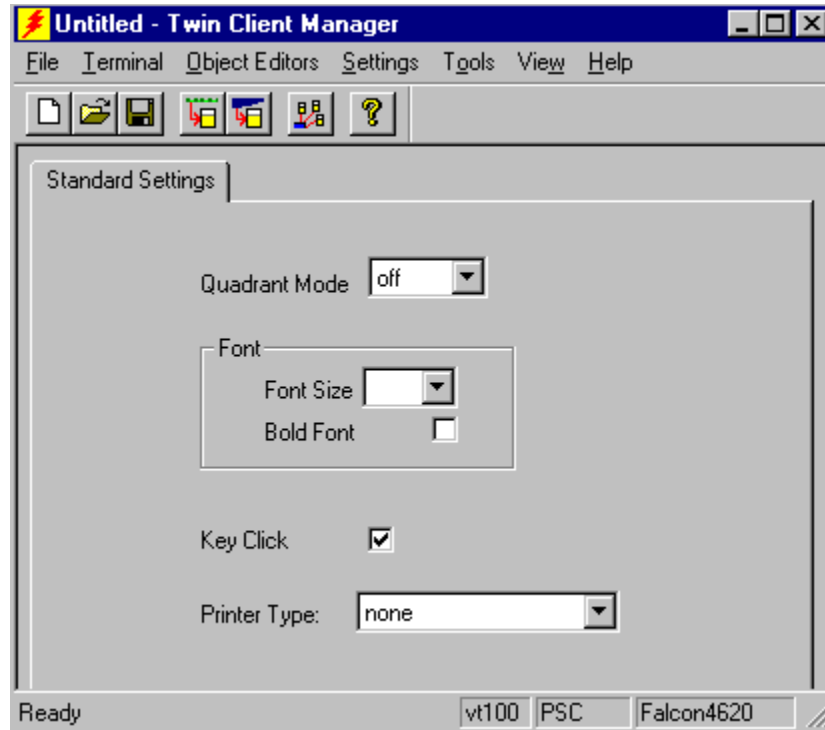 Untitled - Twin Client Manager
File Terminal Object Editors Settings Tools View Help
Standard Settings
Quadrant Mode off
Font
Font Size
Bold Font
Key Click
Printer Type: none
Ready vt100 PSC Falcon4620